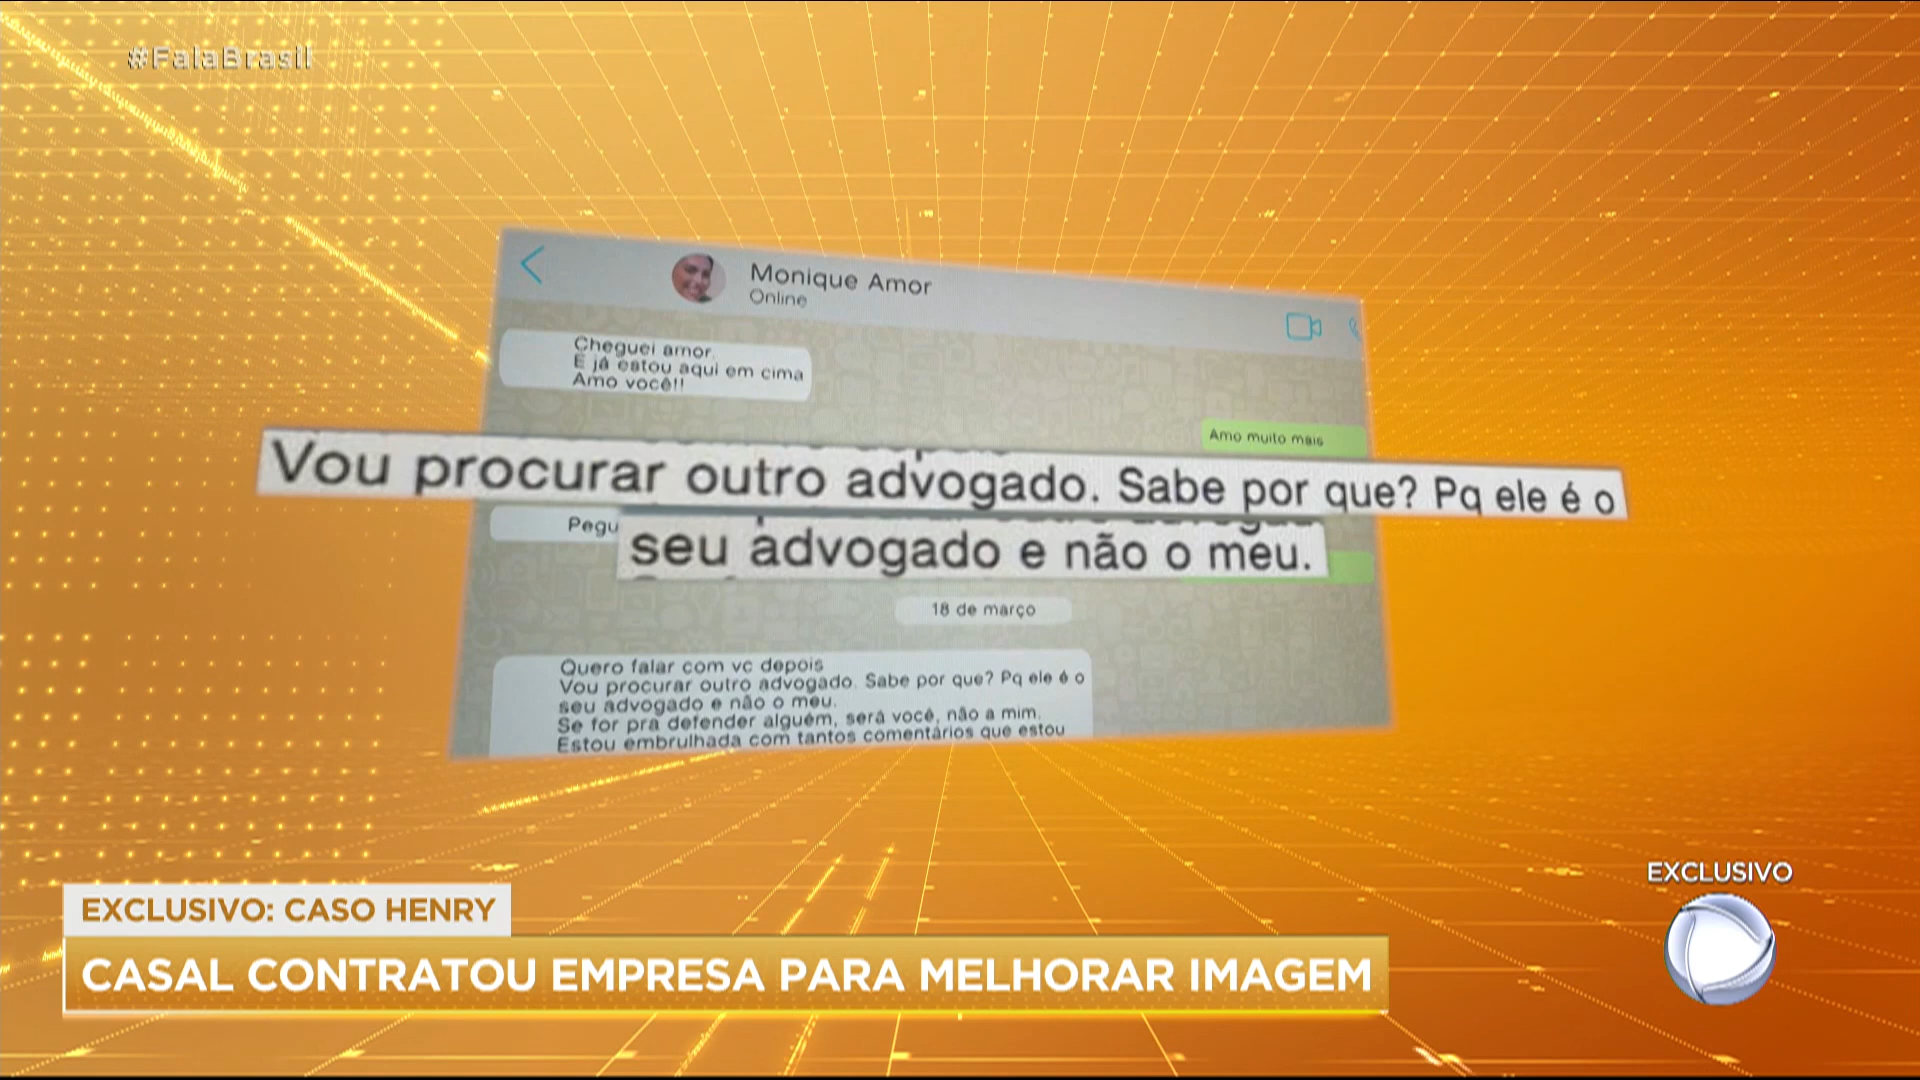 #FalaBrasil
Monique Amor
Online
Cheguei amor.
E já estou aqui em cima
Amo você!!
Amo muito mais
Vou procurar outro advogado. Sabe por que? Pq ele é o
seu advogado e não o meu.
18 de março
Quero falar com vc depois
Vou procurar outro advogado. Sabe por que? Pq ele é o
seu advogado e não o meu.
Se for pra defender alguém, será você, não a mim.
Estou embrulhada com tantos comentários que estou
EXCLUSIVO
EXCLUSIVO: CASO HENRY
CASAL CONTRATOU EMPRESA PARA MELHORAR IMAGEM